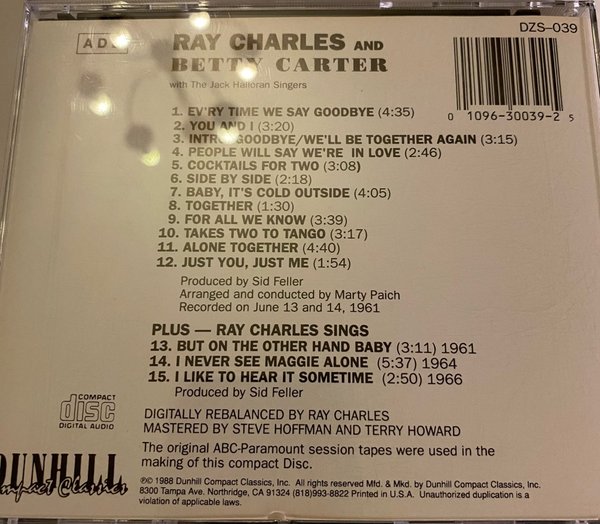 DZS–039
AD
RAY CHARLES AND
BETTY CARTER
with The Jack Halloran Singers
0 1096-30039-2 5
1. EV'RY TIME WE SAY GOODBYE (4:35)
2. YOU AND I (3:20)
3. INTRO: GOODBYE/WE'LL BE TOGETHER AGAIN (3:15)
4. PEOPLE WILL SAY WE'RE IN LOVE (2:46)
5. COCKTAILS FOR TWO (3:08)
6. SIDE BY SIDE (2:18)
7. BABY, IT'S COLD OUTSIDE (4:05)
8. TOGETHER (1:30)
9. FOR ALL WE KNOW (3:39)
10. TAKES TWO TO TANGO (3:17)
11. ALONE TOGETHER (4:40)
12. JUST YOU, JUST ME (1:54)
Produced by Sid Feller
Arranged and conducted by Marty Paich
Recorded on June 13 and 14, 1961
PLUS — RAY CHARLES SINGS
13. BUT ON THE OTHER HAND BABY (3:11) 1961
14. I NEVER SEE MAGGIE ALONE (5:37) 1964
15. I LIKE TO HEAR IT SOMETIME (2:50) 1966
Produced by Sid Feller
COMPACT
disc
DIGITAL AUDIO
DIGITALLY REBALANCED BY RAY CHARLES
MASTERED BY STEVE HOFFMAN AND TERRY HOWARD
The original ABC-Paramount session tapes were used in the
making of this compact Disc.
DUNHILL
Compact Classics
℗© 1988 Dunhill Compact Classics, Inc. All rights reserved Mfd. & Mkd. by Dunhill Compact Classics, Inc.
8300 Tampa Ave. Northridge, CA 91324 (818)993-8822 Printed in U.S.A. Unauthorized duplication is a
violation of applicable laws.